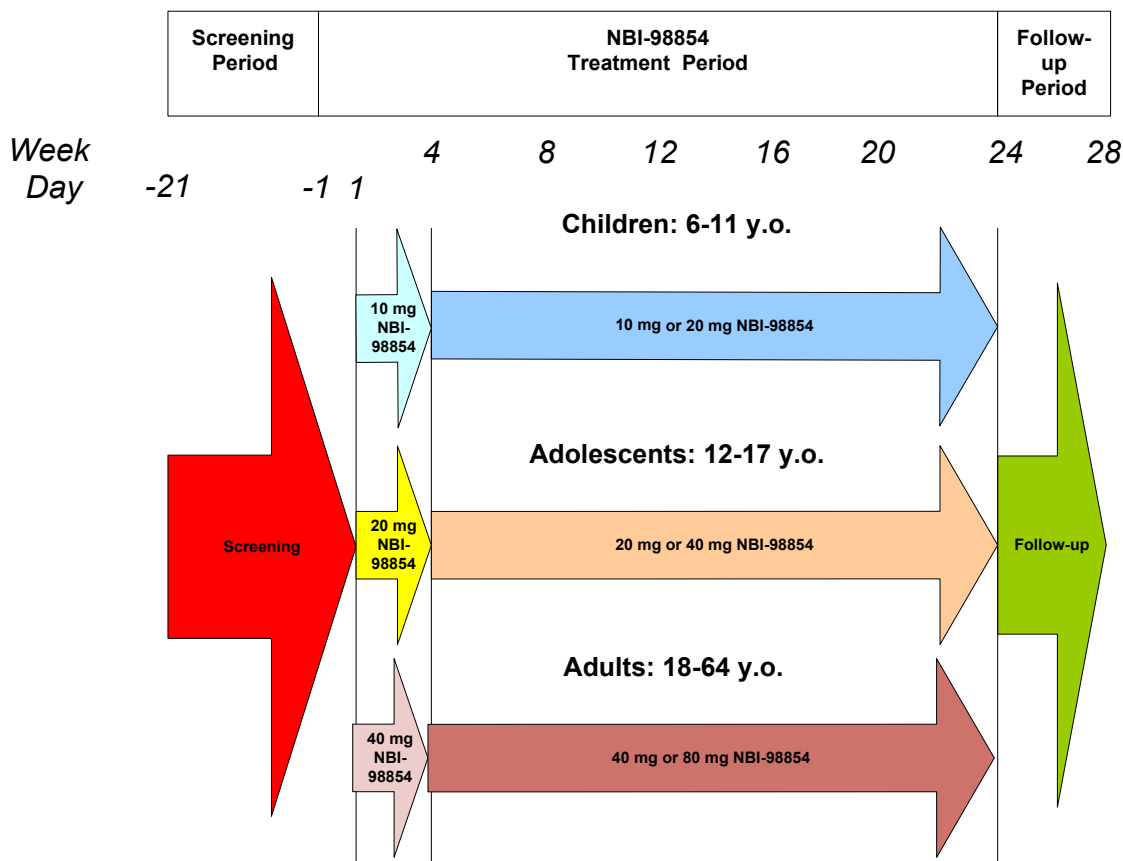 Screening
Period
NBI-98854
Treatment Period
Follow-
up
Period
Week
4 8 12 16 20 24 28
Day
-21 -1 1
Children: 6-11 y.o.
10 mg
NBI-
98854
10 mg or 20 mg NBI-98854
Adolescents: 12-17 y.o.
Screening
20 mg
NBI-
98854
20 mg or 40 mg NBI-98854
Follow-up
Adults: 18-64 y.o.
40 mg
NBI-
98854
40 mg or 80 mg NBI-98854